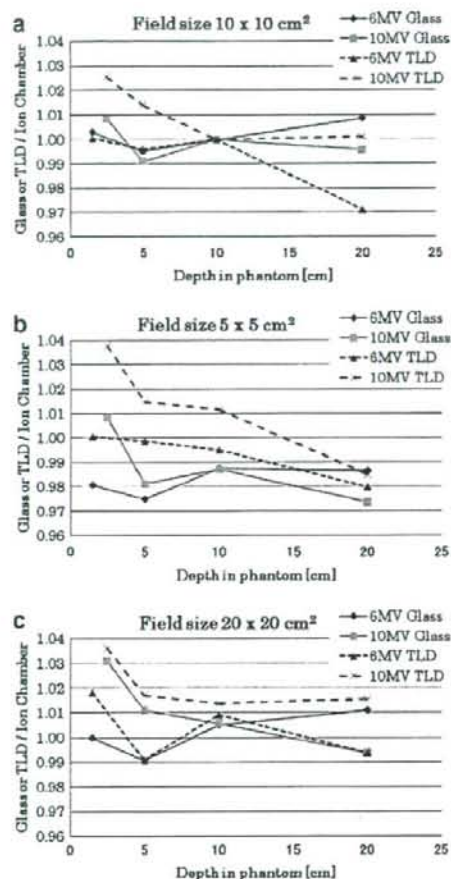 a
Field size 10 x 10 cm²
6MV Glass
10MV Glass
6MV TLD
10MV TLD
Glass or TLD / Ion Chamber
1.04
1.03
1.02
1.01
1.00
0.99
0.98
0.97
0.96
0 5 10 15 20 25
Depth in phantom [cm]
b
Field size 5 x 5 cm²
6MV Glass
10MV Glass
6MV TLD
10MV TLD
Glass or TLD / Ion Chamber
1.04
1.03
1.02
1.01
1.00
0.99
0.98
0.97
0.96
0 5 10 15 20 25
Depth in phantom [cm]
c
Field size 20 x 20 cm²
6MV Glass
10MV Glass
6MV TLD
10MV TLD
Glass or TLD / Ion Chamber
1.04
1.03
1.02
1.01
1.00
0.99
0.98
0.97
0.96
0 5 10 15 20 25
Depth in phantom [cm]